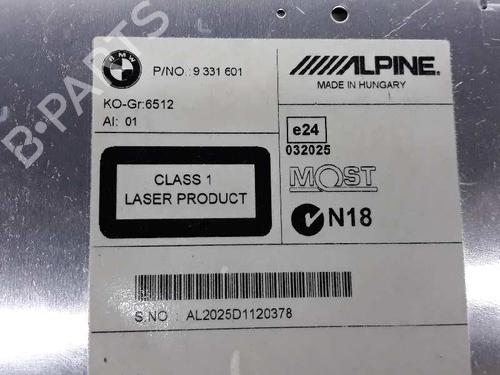 BMW
P/NO.: 9 331 601
ALPINE
MADE IN HUNGARY
KO-Gr:6512
AI: 01
e24
032025
CLASS 1
LASER PRODUCT
MOST
N18
S.NO: AL2025D1120378
B-PARTS